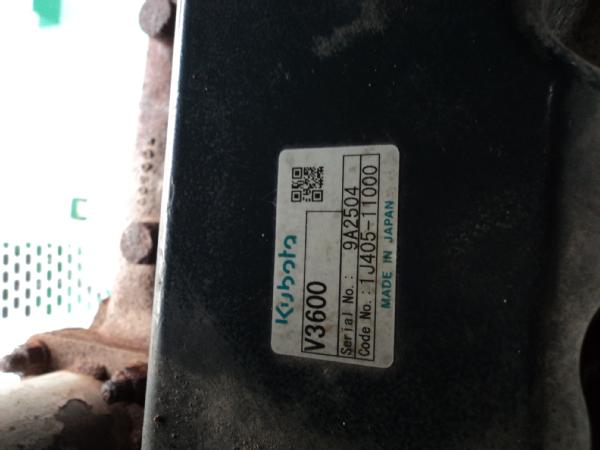 Kubota
V3600
Serial No.: 9A2504
Code No.: 1J405-11000
MADE IN JAPAN